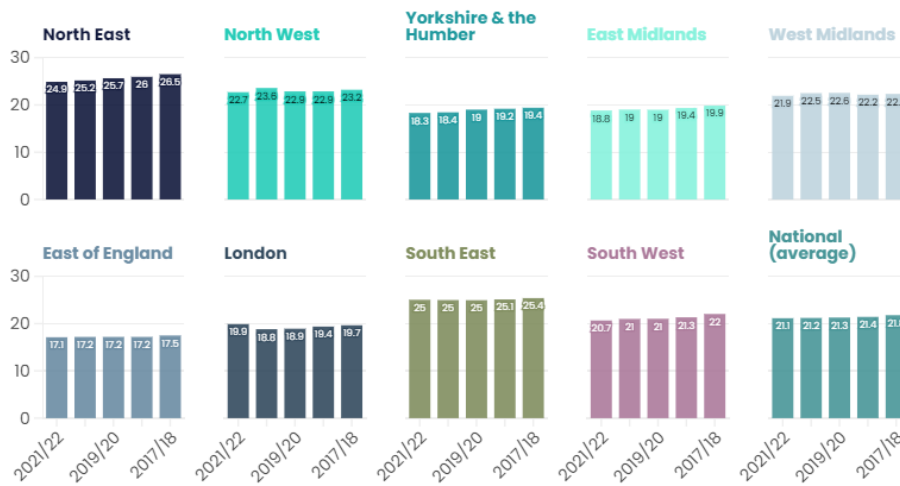 North East
North West
Yorkshire & the
Humber
East Midlands
West Midlands
30
20
10
0
24.9 25.2 25.7 26 26.5
22.7 23.6 22.9 22.9 23.2
18.3 18.4 19 19.2 19.4
18.8 19 19 19.4 19.9
21.9 22.5 22.6 22.2
East of England
London
South East
South West
National
(average)
30
20
10
0
17.1 17.2 17.2 17.2 17.5
19.9 18.8 18.9 19.4 19.7
25 25 25 25.1 25.4
20.7 21 21 21.3 22
21.1 21.2 21.3 21.4
2021/22 2019/20 2017/18
2021/22 2019/20 2017/18
2021/22 2019/20 2017/18
2021/22 2019/20 2017/18
2021/22 2019/20 2017/18